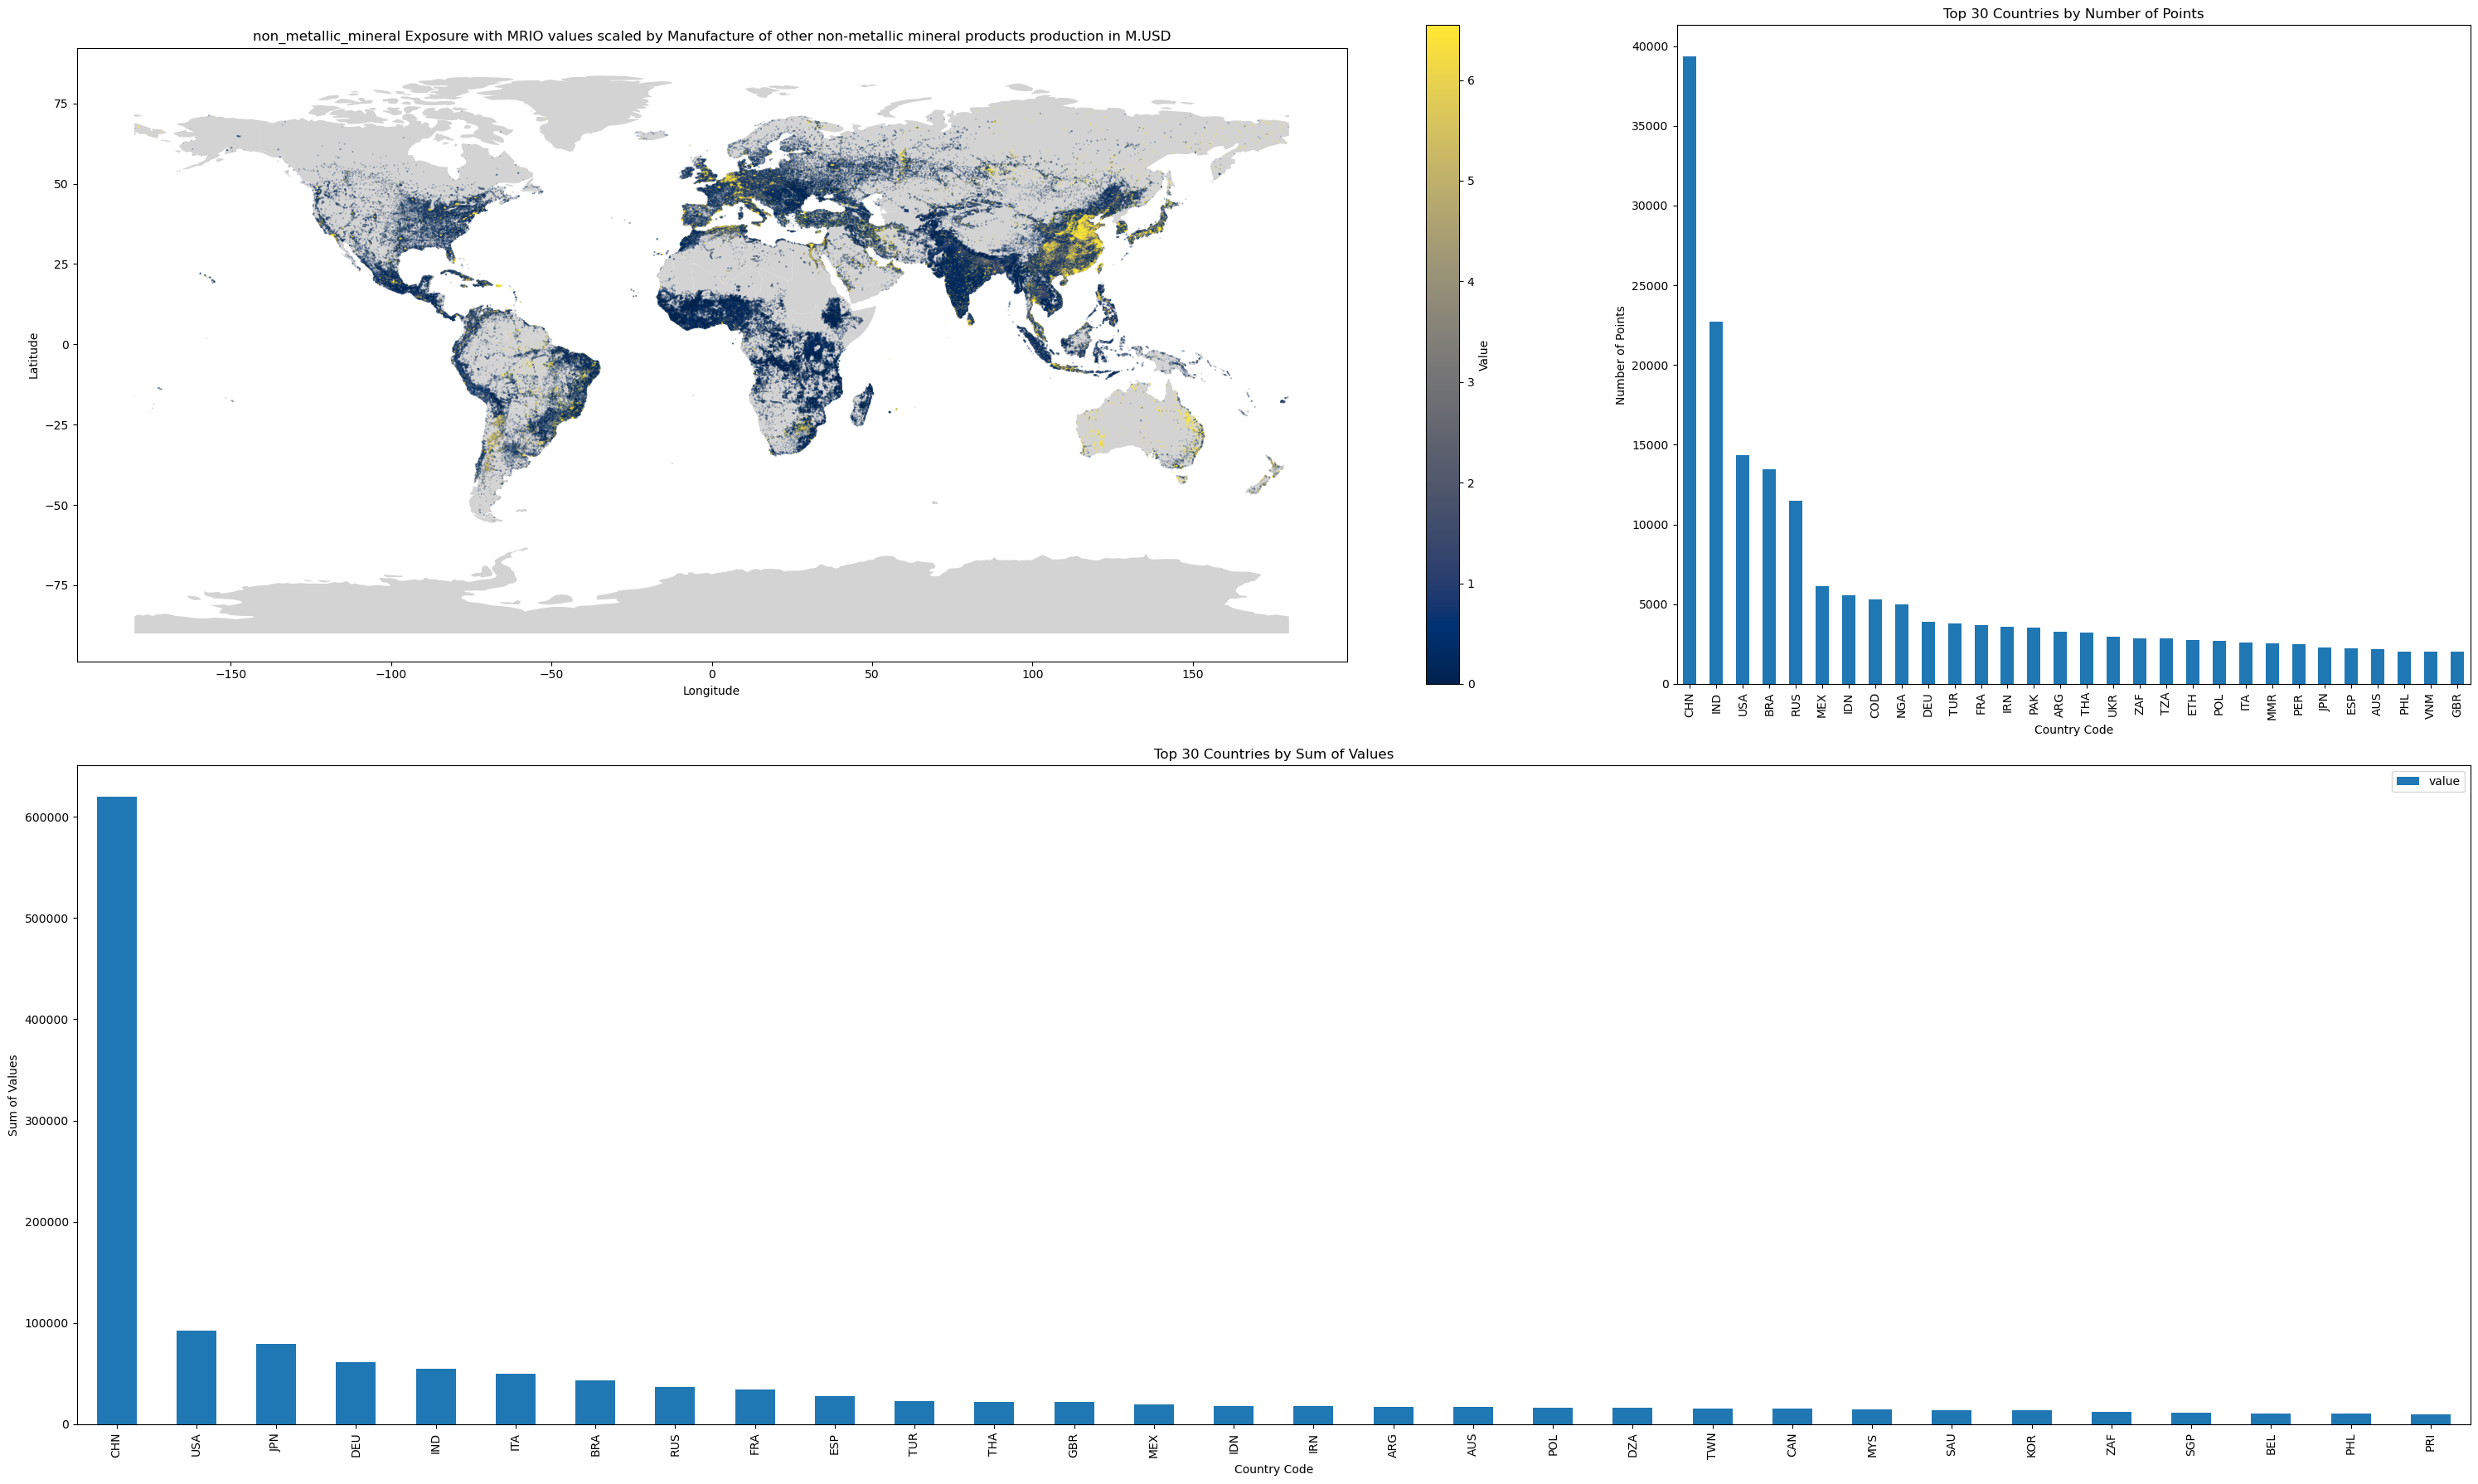 non_metallic_mineral Exposure with MRIO values scaled by Manufacture of other non-metallic mineral products production in M.USD
75
50
25
0
−25
−50
−75
Latitude
−150
−100
−50
0
50
100
150
Longitude
6
5
4
3
2
1
0
Value
Top 30 Countries by Number of Points
40000
35000
30000
25000
20000
15000
10000
5000
0
Number of Points
CHN
IND
USA
BRA
RUS
MEX
IDN
COD
NGA
DEU
TUR
FRA
IRN
PAK
ARG
THA
UKR
ZAF
TZA
ETH
POL
ITA
MMR
PER
JPN
ESP
AUS
PHL
VNM
GBR
Country Code
Top 30 Countries by Sum of Values
value
600000
500000
400000
300000
200000
100000
0
Sum of Values
CHN
USA
JPN
DEU
IND
ITA
BRA
RUS
FRA
ESP
TUR
THA
GBR
MEX
IDN
IRN
ARG
AUS
POL
DZA
TWN
CAN
MYS
SAU
KOR
ZAF
SGP
BEL
PHL
PRI
Country Code